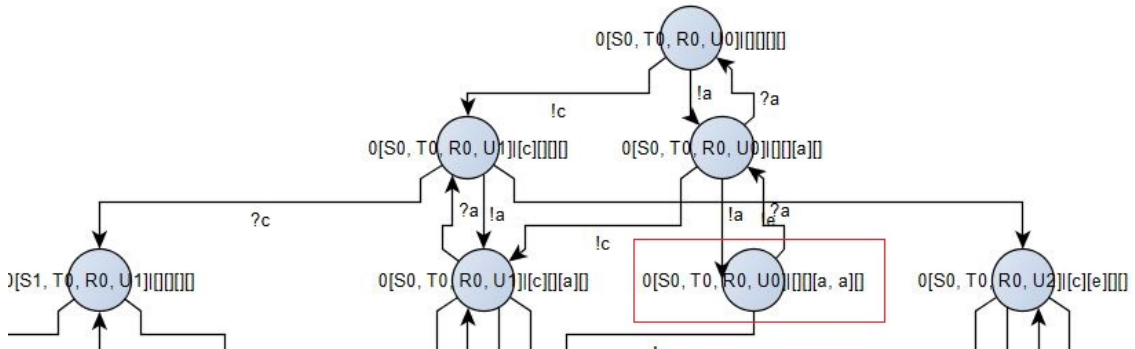 0[S0, T0, R0, U0]|[][][][]
!c
!a
?a
0[S0, T0, R0, U1]|[c][][][]
0[S0, T0, R0, U0]|[][][a][]
?c
?a
!a
!c
!a
?a
!e
0[S1, T0, R0, U1]|[][][][]
0[S0, T0, R0, U1]|[c][][a][]
0[S0, T0, R0, U0]|[][][a, a][]
0[S0, T0, R0, U2]|[c][e][][]